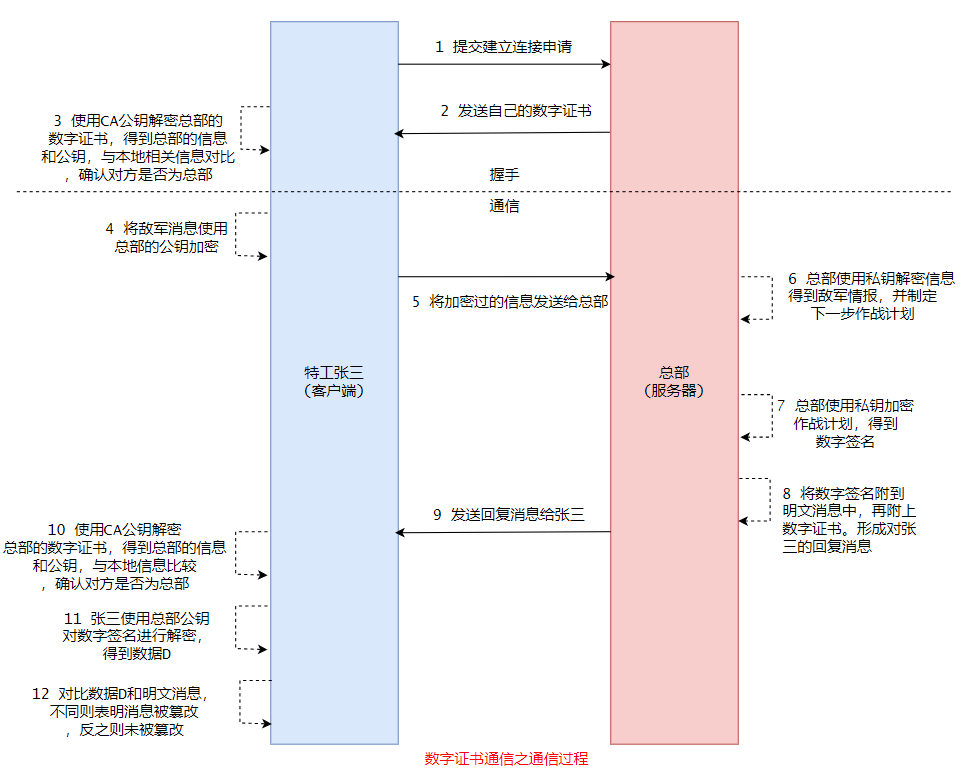 1 提交建立连接申请
2 发送自己的数字证书
3 使用CA公钥解密总部的
数字证书，得到总部的信息
和公钥，与本地相关信息对比
，确认对方是否为总部
握手
通信
4 将敌军消息使用
总部的公钥加密
5 将加密过的信息发送给总部
6 总部使用私钥解密信息
得到敌军情报，并制定
下一步作战计划
特工张三
（客户端）
总部
（服务器）
7 总部使用私钥加密
作战计划，得到
数字签名
8 将数字签名附到
明文消息中，再附上
数字证书。形成对张
三的回复消息
9 发送回复消息给张三
10 使用CA公钥解密
总部的数字证书，得到总部的信息
和公钥，与本地信息比较
，确认对方是否为总部
11 张三使用总部公钥
对数字签名进行解密，
得到数据D
12 对比数据D和明文消息，
不同则表明消息被篡改
，反之则未被篡改
数字证书通信之通信过程